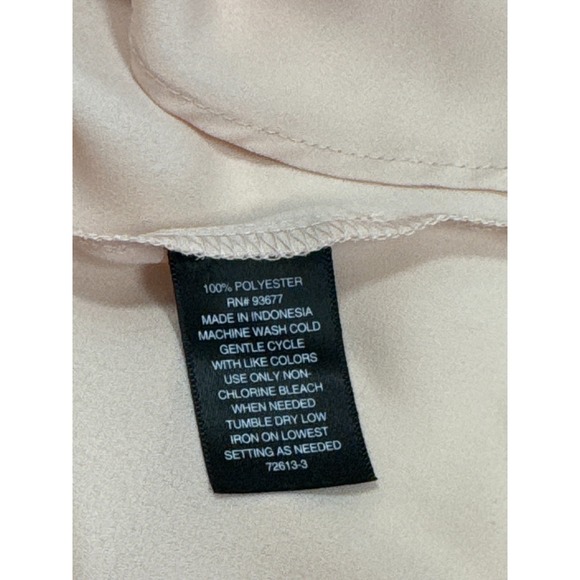 100% POLYESTER
RN# 93677
MADE IN INDONESIA
MACHINE WASH COLD
GENTLE CYCLE
WITH LIKE COLORS
USE ONLY NON-
CHLORINE BLEACH
WHEN NEEDED
TUMBLE DRY LOW
IRON ON LOWEST
SETTING AS NEEDED
72613-3